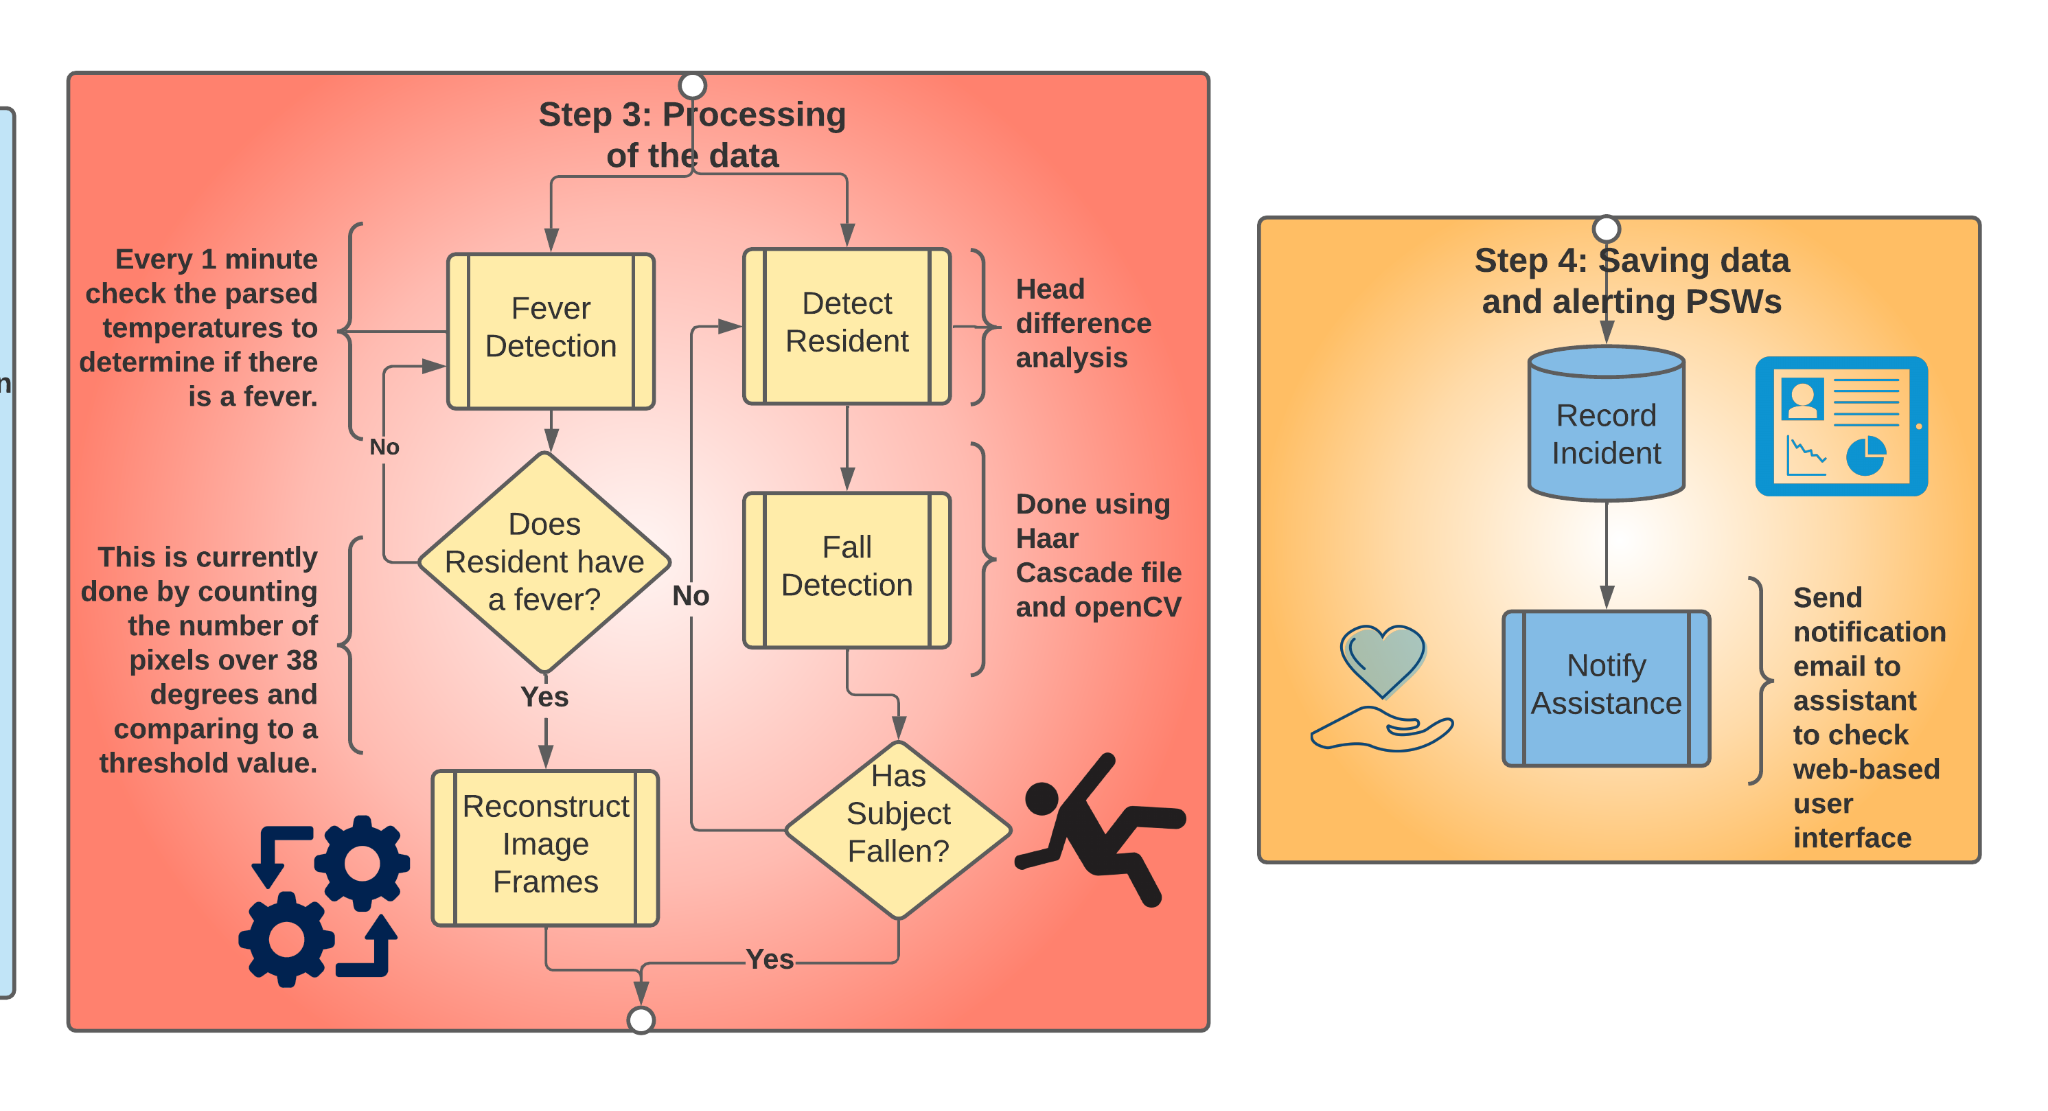 n
Step 3: Processing
of the data
Every 1 minute
check the parsed
temperatures to
determine if there
is a fever.
Fever
Detection
Detect
Resident
Head
difference
analysis
No
Does
Resident have
a fever?
This is currently
done by counting
the number of
pixels over 38
degrees and
comparing to a
threshold value.
No
Fall
Detection
Done using
Haar
Cascade file
and openCV
Yes
Reconstruct
Image
Frames
Has
Subject
Fallen?
Yes
Step 4: Saving data
and alerting PSWs
Record
Incident
Notify
Assistance
Send
notification
email to
assistant
to check
web-based
user
interface